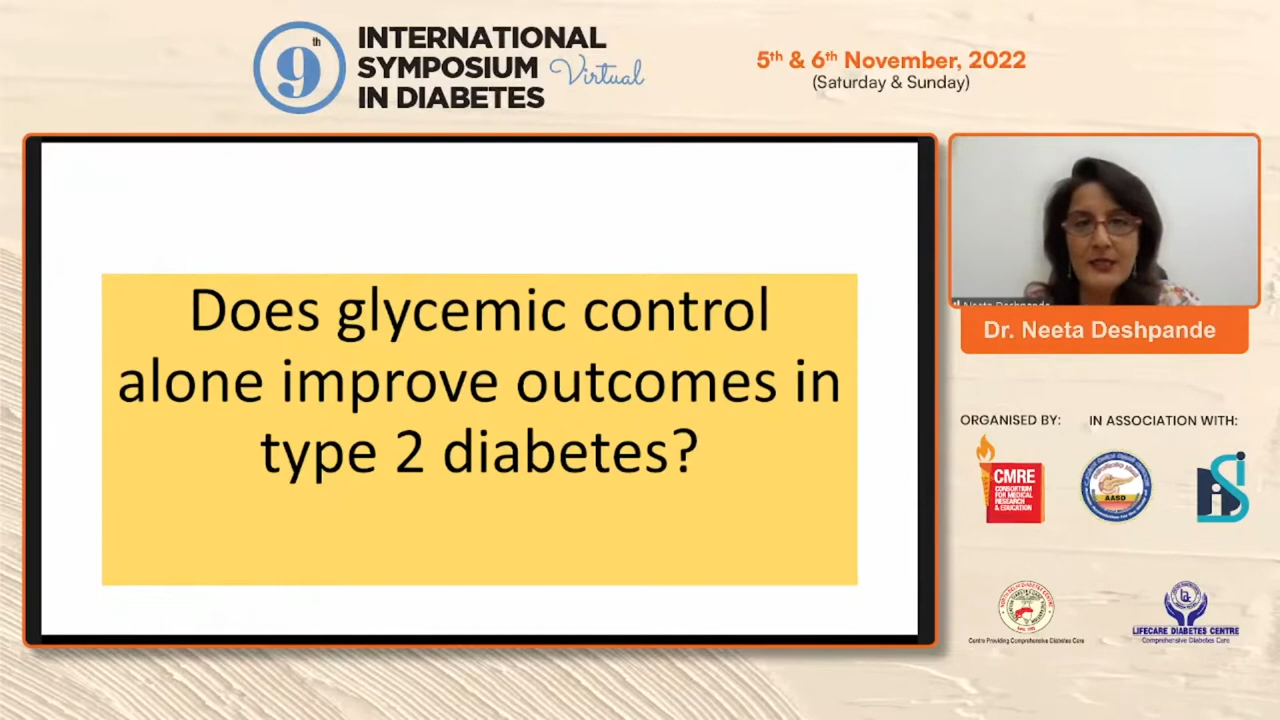 9th
INTERNATIONAL
SYMPOSIUM Virtual
IN DIABETES
5th & 6th November, 2022
(Saturday & Sunday)
Does glycemic control
alone improve outcomes in
type 2 diabetes?
Neeta Deshpande
Dr. Neeta Deshpande
ORGANISED BY:
IN ASSOCIATION WITH:
CMRE
CONSORTIUM
FOR MEDICAL
RESEARCH
& EDUCATION
AASD
Centre Providing Comprehensive Diabetes Care
LIFECARE DIABETES CENTRE
Comprehensive Diabetes Care